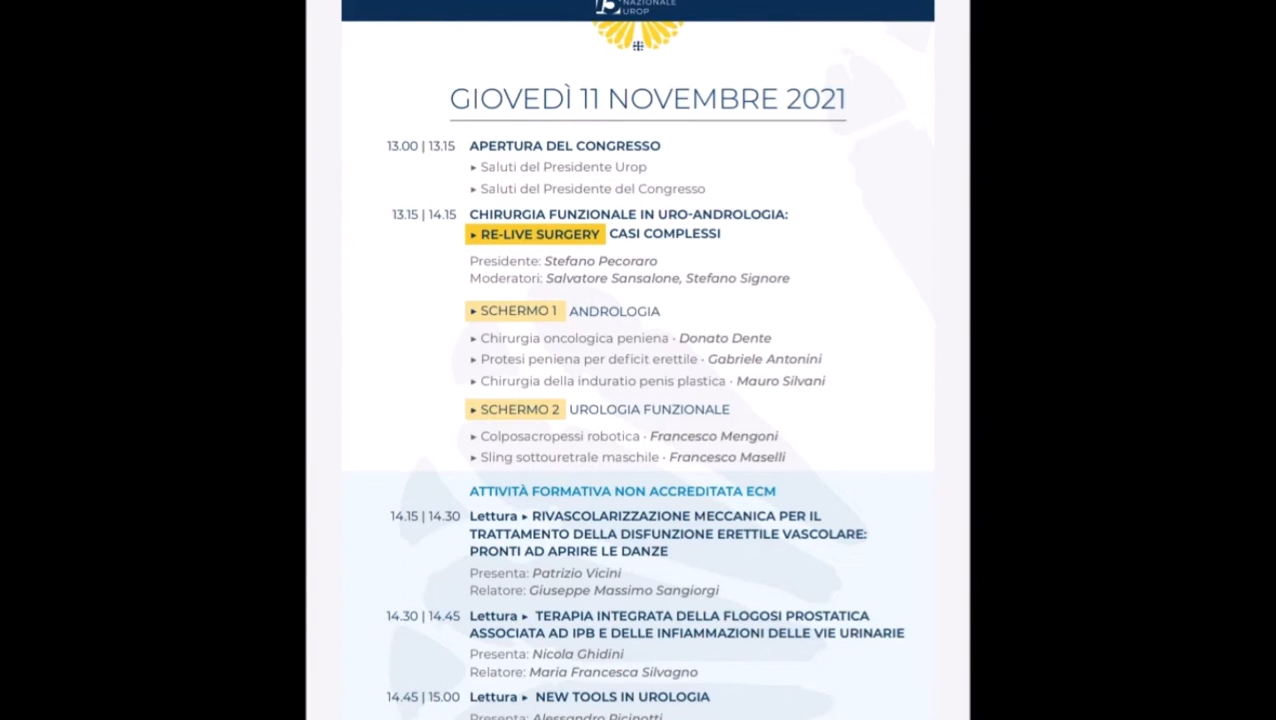 NAZIONALE
UROP
GIOVEDÌ 11 NOVEMBRE 2021
13.00 | 13.15 APERTURA DEL CONGRESSO
▸ Saluti del Presidente Urop
▸ Saluti del Presidente del Congresso
13.15 | 14.15 CHIRURGIA FUNZIONALE IN URO-ANDROLOGIA:
▸ RE-LIVE SURGERY CASI COMPLESSI
Presidente: Stefano Pecoraro
Moderatori: Salvatore Sansalone, Stefano Signore
▸ SCHERMO 1 ANDROLOGIA
▸ Chirurgia oncologica peniena · Donato Dente
▸ Protesi peniena per deficit erettile · Gabriele Antonini
▸ Chirurgia della induratio penis plastica · Mauro Silvani
▸ SCHERMO 2 UROLOGIA FUNZIONALE
▸ Colposacropessi robotica · Francesco Mengoni
▸ Sling sottouretrale maschile · Francesco Maselli
ATTIVITÀ FORMATIVA NON ACCREDITATA ECM
14.15 | 14.30 Lettura ▸ RIVASCOLARIZZAZIONE MECCANICA PER IL
TRATTAMENTO DELLA DISFUNZIONE ERETTILE VASCOLARE:
PRONTI AD APRIRE LE DANZE
Presenta: Patrizio Vicini
Relatore: Giuseppe Massimo Sangiorgi
14.30 | 14.45 Lettura ▸ TERAPIA INTEGRATA DELLA FLOGOSI PROSTATICA
ASSOCIATA AD IPB E DELLE INFIAMMAZIONI DELLE VIE URINARIE
Presenta: Nicola Ghidini
Relatore: Maria Francesca Silvagno
14.45 | 15.00 Lettura ▸ NEW TOOLS IN UROLOGIA
Presenta: Alessandro